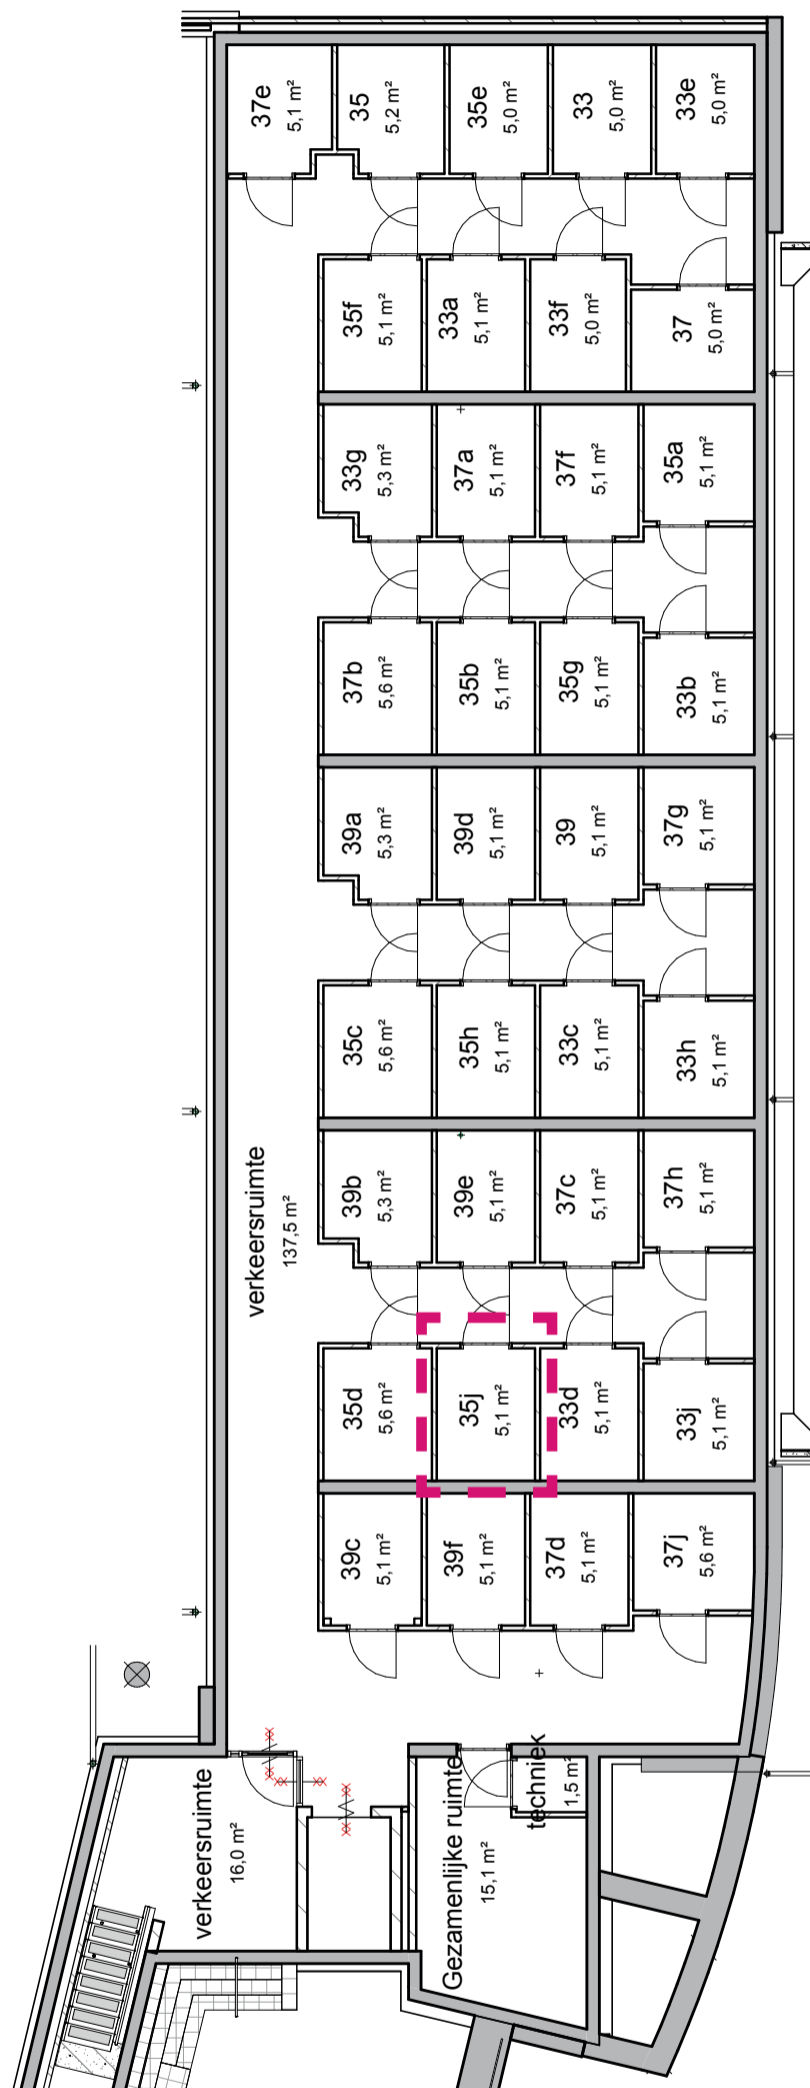 37e
5,1 m²
35
5,2 m²
35e
5,0 m²
33
5,0 m²
33e
5,0 m²
35f
5,1 m²
33a
5,1 m²
33f
5,0 m²
37
5,0 m²
33g
5,3 m²
37a
5,1 m²
37f
5,1 m²
35a
5,1 m²
37b
5,6 m²
35b
5,1 m²
35g
5,1 m²
33b
5,1 m²
39a
5,3 m²
39d
5,1 m²
39
5,1 m²
37g
5,1 m²
35c
5,6 m²
35h
5,1 m²
33c
5,1 m²
33h
5,1 m²
verkeersruimte
137,5 m²
39b
5,3 m²
39e
5,1 m²
37c
5,1 m²
37h
5,1 m²
35d
5,6 m²
35j
5,1 m²
33d
5,1 m²
33j
5,1 m²
39c
5,1 m²
39f
5,1 m²
37d
5,1 m²
37j
5,6 m²
verkeersruimte
16,0 m²
Gezamenlijke ruimte
15,1 m²
techniek
1,5 m²